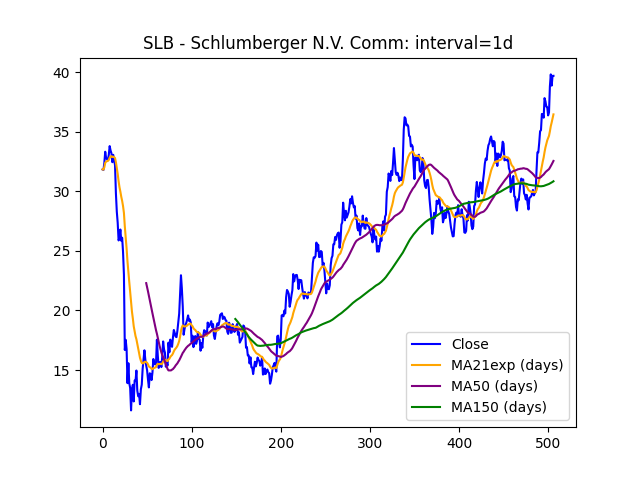 SLB - Schlumberger N.V. Comm: interval=1d
40
35
30
25
20
15
0
100
200
300
400
500
Close
MA21exp (days)
MA50 (days)
MA150 (days)